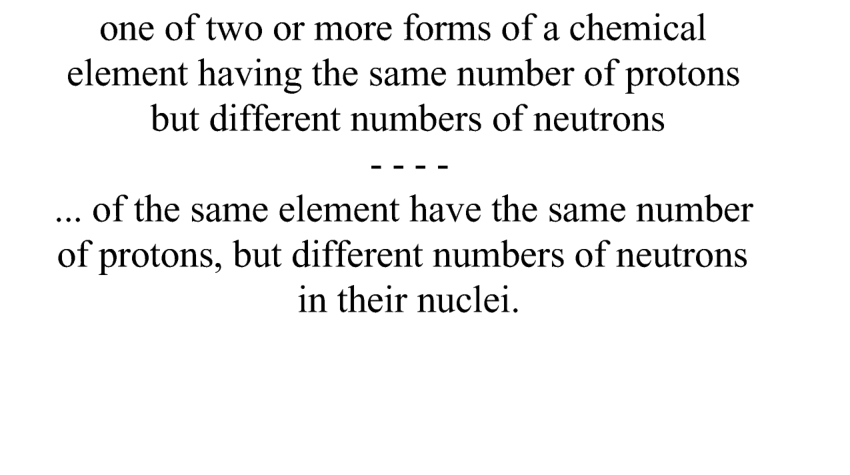 one of two or more forms of a chemical
element having the same number of protons
but different numbers of neutrons
- - - -
... of the same element have the same number
of protons, but different numbers of neutrons
in their nuclei.